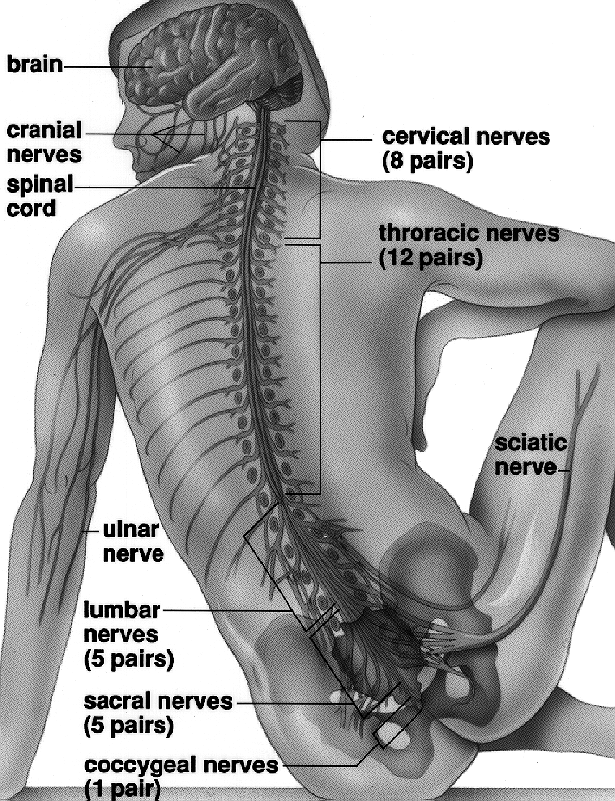 brain
cranial
nerves
spinal
cord
cervical nerves
(8 pairs)
throracic nerves
(12 pairs)
sciatic
nerve
ulnar
nerve
lumbar
nerves
(5 pairs)
sacral nerves
(5 pairs)
coccygeal nerves
(1 pair)